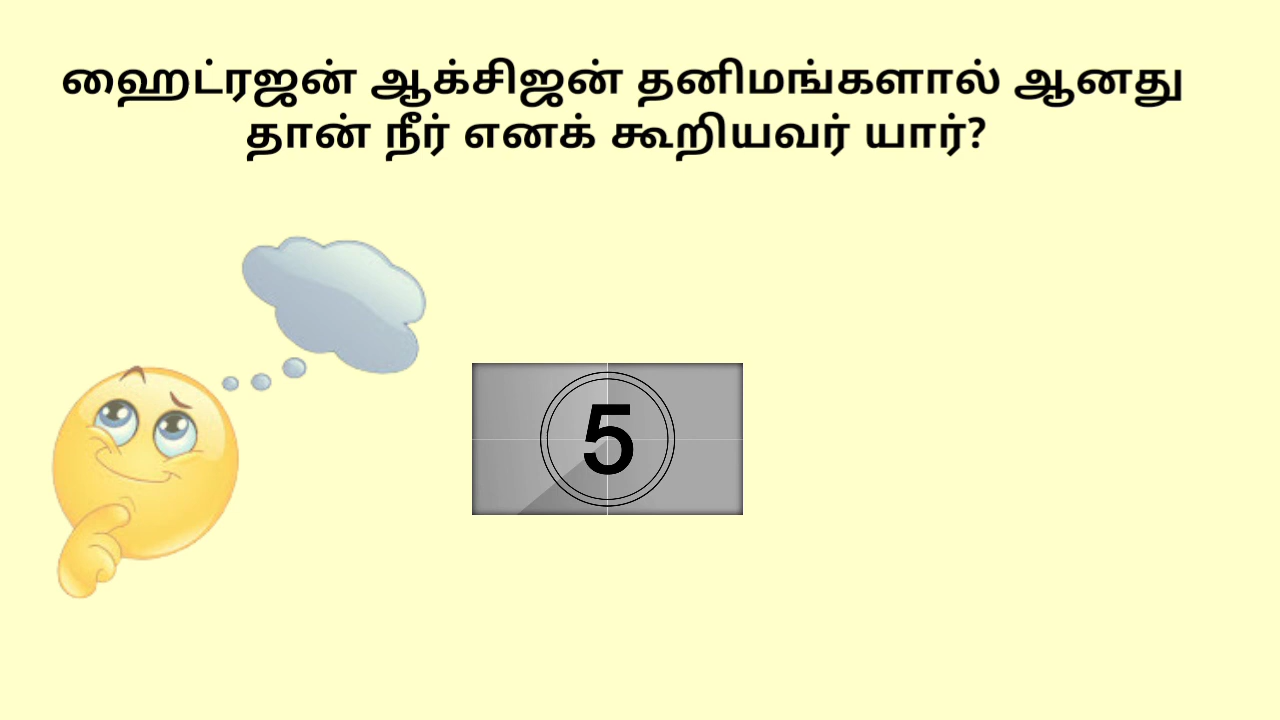 ஹைட்ரஜன் ஆக்சிஜன் தனிமங்களால் ஆனது
தான் நீர் எனக் கூறியவர் யார்?
5